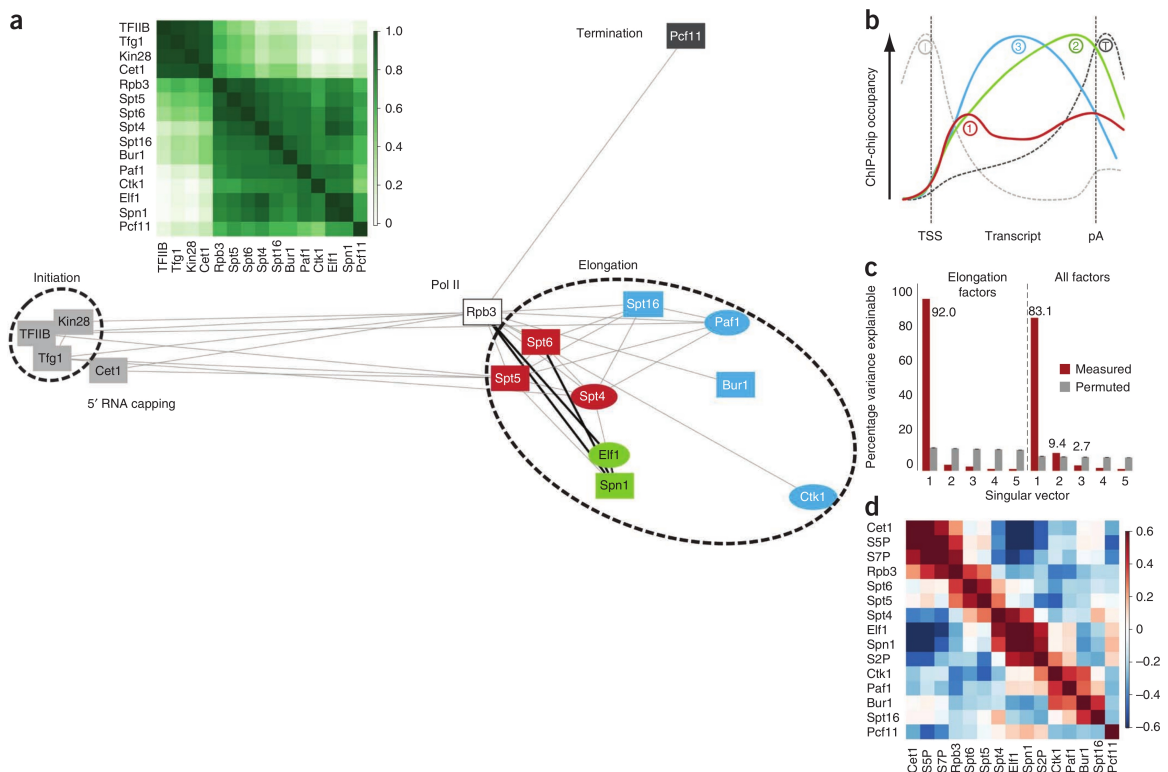 a
TFIIB
Tfg1
Kin28
Cet1
Rpb3
Spt5
Spt6
Spt4
Spt16
Bur1
Paf1
Ctk1
Elf1
Spn1
Pcf11
TFIIB Tfg1 Kin28 Cet1 Rpb3 Spt5 Spt6 Spt4 Spt16 Bur1 Paf1 Ctk1 Elf1 Spn1 Pcf11
1.0
0.8
0.6
0.4
0.2
0
Termination
Pcf11
Initiation
Kin28
TFIIB
Tfg1
Cet1
5′ RNA capping
Pol II
Rpb3
Elongation
Spt16
Paf1
Spt6
Spt5
Bur1
Spt4
Elf1
Spn1
Ctk1
b
ChIP-chip occupancy
I
3
2
T
1
TSS Transcript pA
c
Elongation factors
All factors
Percentage variance explainable
100
80
60
40
20
0
92.0
83.1
9.4
2.7
Measured
Permuted
1 2 3 4 5 1 2 3 4 5
Singular vector
d
Cet1
S5P
S7P
Rpb3
Spt6
Spt5
Spt4
Elf1
Spn1
S2P
Ctk1
Paf1
Bur1
Spt16
Pcf11
Cet1 S5P S7P Rpb3 Spt6 Spt5 Spt4 Elf1 Spn1 S2P Ctk1 Paf1 Bur1 Spt16 Pcf11
0.6
0.4
0.2
0
−0.2
−0.4
−0.6